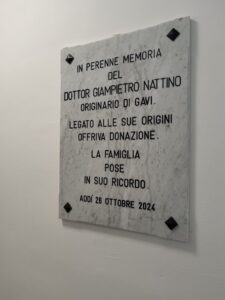 IN PERENNE MEMORIA
DEL
DOTTOR GIAMPIETRO NATTINO
ORIGINARIO DI GAVI.
LEGATO ALLE SUE ORIGINI
OFFRIVA DONAZIONE.
LA FAMIGLIA
POSE
IN SUO RICORDO.
ADDÌ 26 OTTOBRE 2024